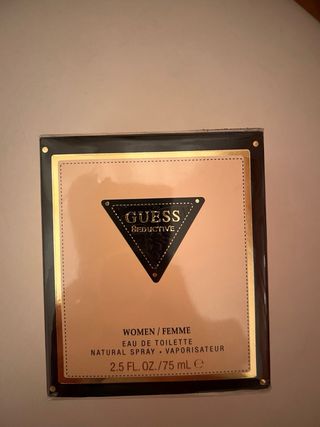 GUESS
SEDUCTIVE
WOMEN / FEMME
EAU DE TOILETTE
NATURAL SPRAY • VAPORISATEUR
2.5 FL. OZ. / 75 mL ℮